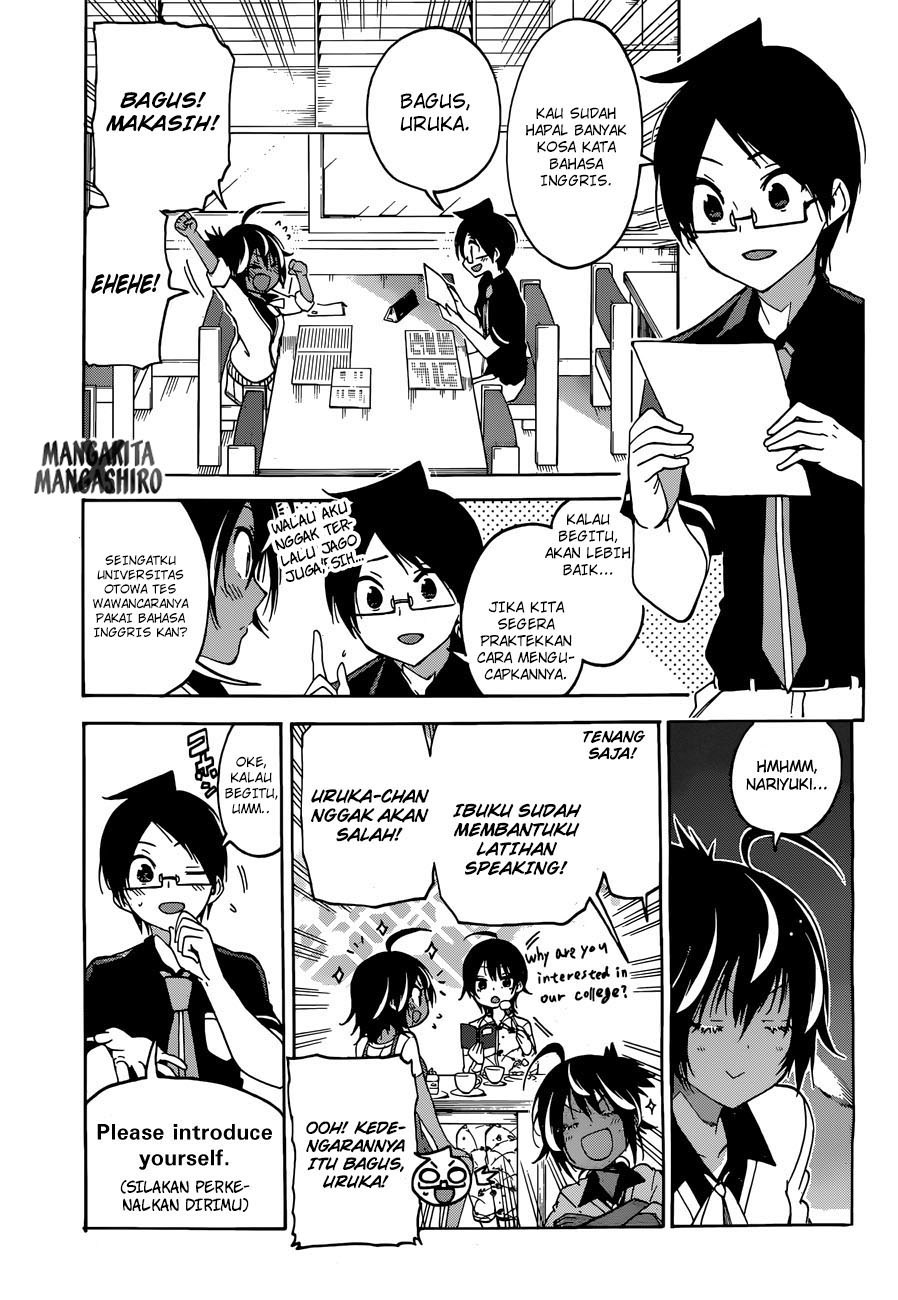 KAU SUDAH
HAPAL BANYAK
KOSA KATA
BAHASA
INGGRIS.
BAGUS,
URUKA.
BAGUS!
MAKASIH!
EHEHE!
MANGAKITA
X
MANGASHIRO
KALAU
BEGITU,
AKAN LEBIH
BAIK...
JIKA KITA
SEGERA
PRAKTEKKAN
CARA MENGU-
CAPKANNYA.
WALAU AKU
NGGAK TER-
LALU JAGO
JUGA, SIH...
SEINGATKU
UNIVERSITAS
OTOWA TES
WAWANCARANYA
PAKAI BAHASA
INGGRIS KAN?
HMHMM,
NARIYUKI...
TENANG
SAJA!
IBUKU SUDAH
MEMBANTUKU
LATIHAN
SPEAKING!
URUKA-CHAN
NGGAK AKAN
SALAH!
Why are you
interested in
our college?
OOH! KEDE-
NGARANNYA
ITU BAGUS,
URUKA!
OKE,
KALAU
BEGITU,
UMM..
Please introduce
yourself.
(SILAKAN PERKE-
NALKAN DIRIMU)